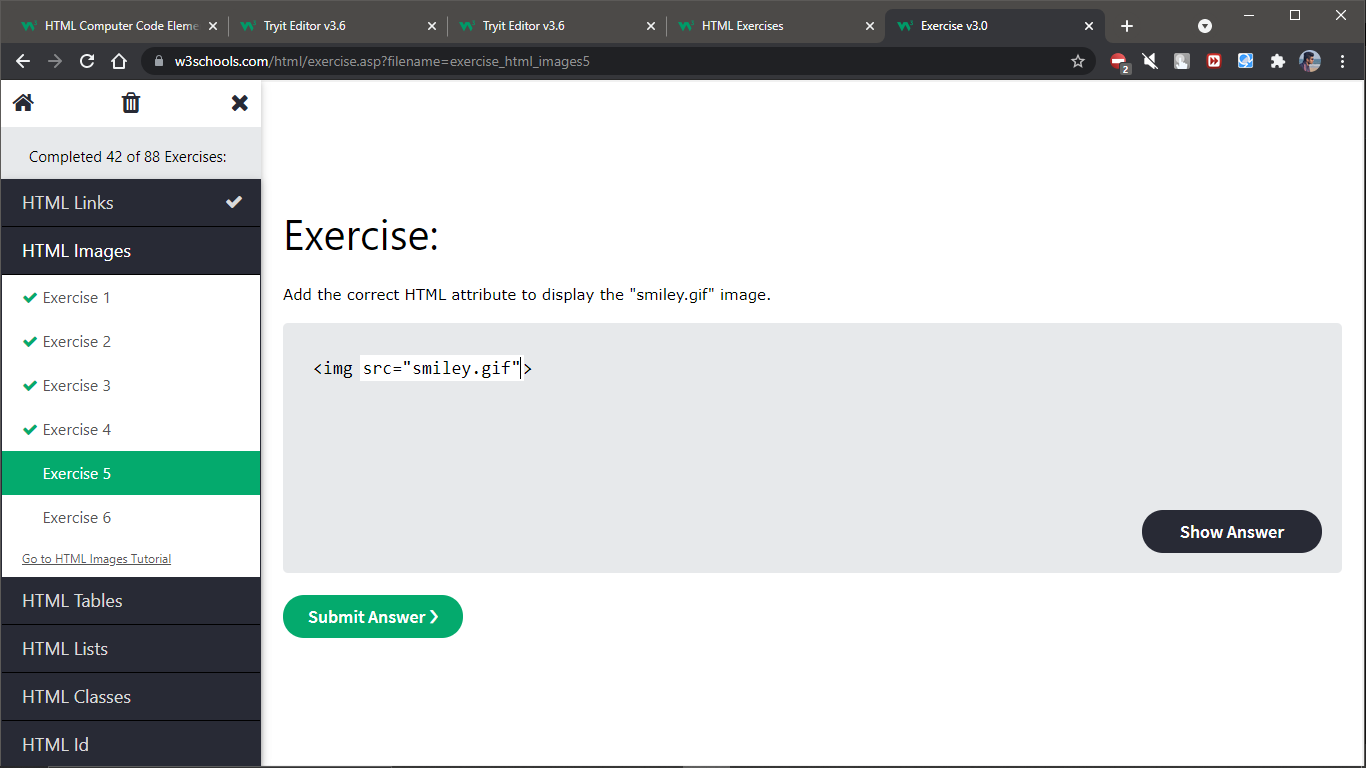 HTML Computer Code Eleme
Tryit Editor v3.6
Tryit Editor v3.6
HTML Exercises
Exercise v3.0
w3schools.com/html/exercise.asp?filename=exercise_html_images5
2
Completed 42 of 88 Exercises:
HTML Links
HTML Images
Exercise 1
Exercise 2
Exercise 3
Exercise 4
Exercise 5
Exercise 6
Go to HTML Images Tutorial
HTML Tables
HTML Lists
HTML Classes
HTML Id
Exercise:
Add the correct HTML attribute to display the "smiley.gif" image.
<img src="smiley.gif">
Show Answer
Submit Answer ❯